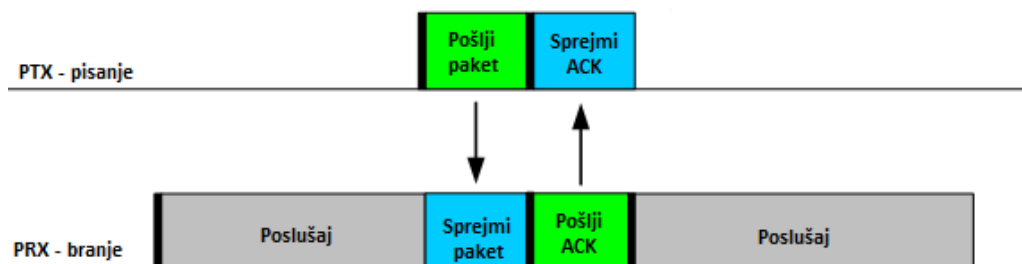 Pošlji
paket
Sprejmi
ACK
PTX - pisanje
Poslušaj
Sprejmi
paket
Pošlji
ACK
Poslušaj
PRX - branje